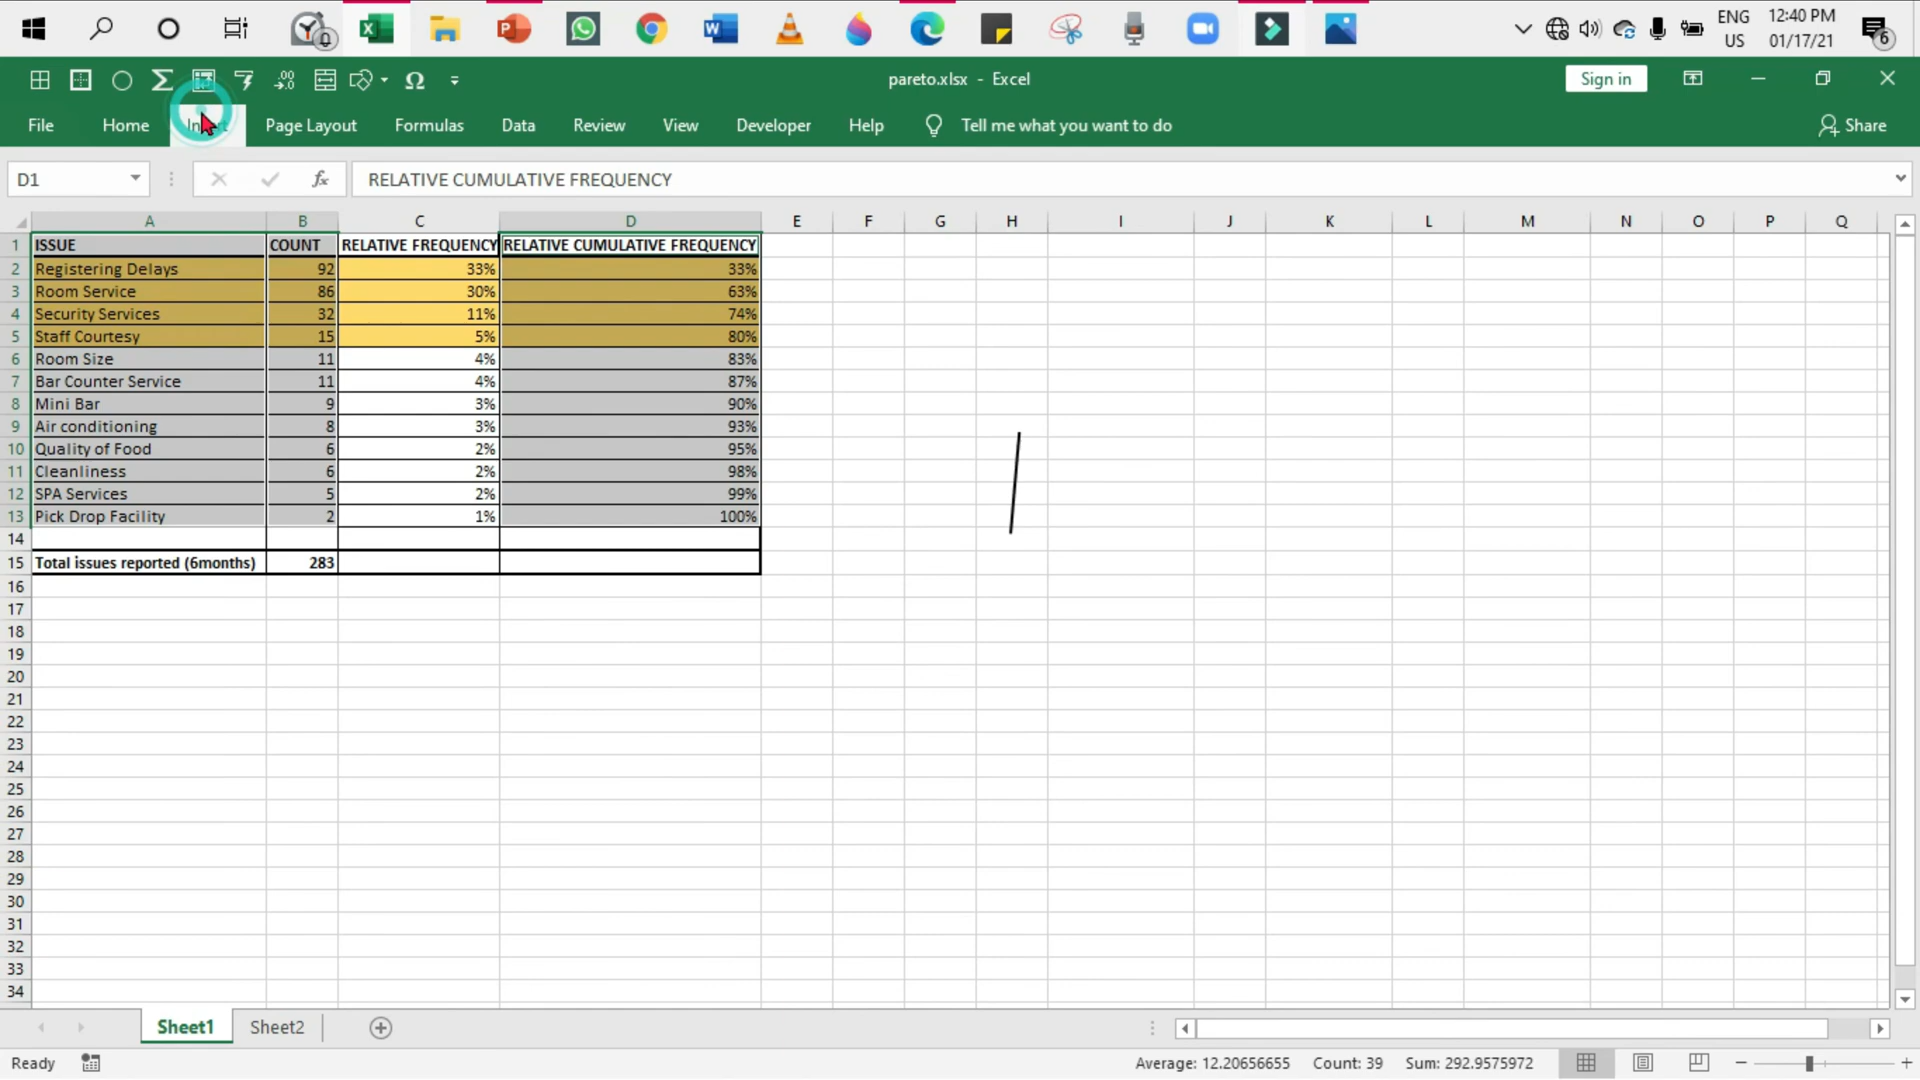 ENG
US
12:40 PM
01/17/21
6
pareto.xlsx - Excel
Sign in
File Home Page Layout Formulas Data Review View Developer Help Tell me what you want to do Share
D1 fx RELATIVE CUMULATIVE FREQUENCY
A B C D E F G H I J K L M N O P Q
1 ISSUE COUNT RELATIVE FREQUENCY RELATIVE CUMULATIVE FREQUENCY
2 Registering Delays 92 33% 33%
3 Room Service 86 30% 63%
4 Security Services 32 11% 74%
5 Staff Courtesy 15 5% 80%
6 Room Size 11 4% 83%
7 Bar Counter Service 11 4% 87%
8 Mini Bar 9 3% 90%
9 Air conditioning 8 3% 93%
10 Quality of Food 6 2% 95%
11 Cleanliness 6 2% 98%
12 SPA Services 5 2% 99%
13 Pick Drop Facility 2 1% 100%
14
15 Total issues reported (6months) 283
16
17
18
19
20
21
22
23
24
25
26
27
28
29
30
31
32
33
34
Sheet1 Sheet2
Ready Average: 12.20656655 Count: 39 Sum: 292.9575972